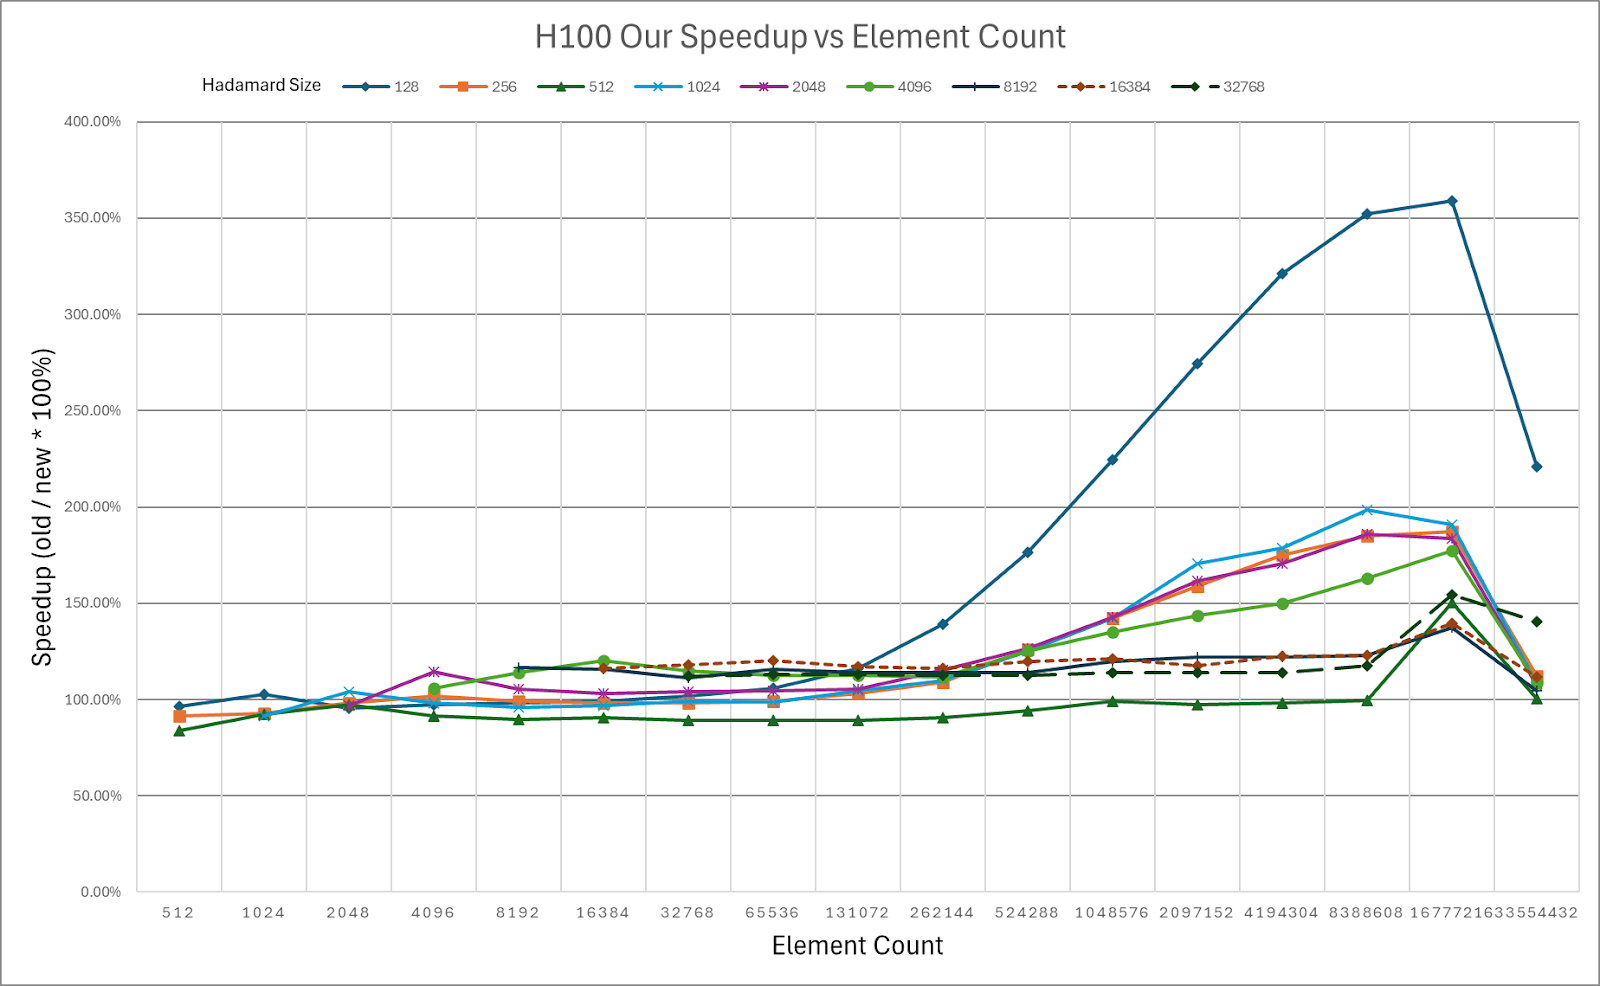 H100 Our Speedup vs Element Count
Hadamard Size 128 256 512 1024 2048 4096 8192 16384 32768
400.00%
350.00%
300.00%
250.00%
200.00%
150.00%
100.00%
50.00%
0.00%
Speedup (old / new * 100%)
512 1024 2048 4096 8192 16384 32768 65536 131072 262144 524288 1048576 2097152 4194304 8388608 16777216 33554432
Element Count